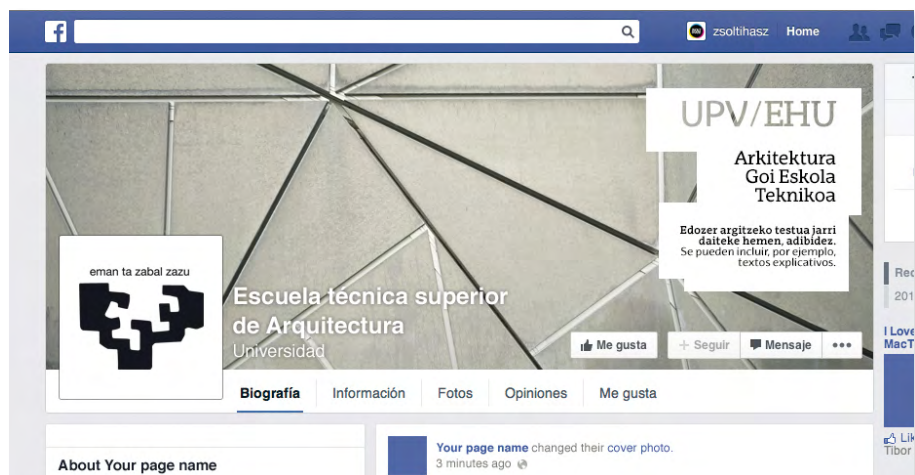 f
zsoltihasz Home
UPV/EHU
Arkitektura
Goi Eskola
Teknikoa
Edozer argitzeko testua jarri
daiteke hemen, adibidez.
Se pueden incluir, por ejemplo,
textos explicativos.
eman ta zabal zazu
Escuela técnica superior
de Arquitectura
Universidad
Me gusta
+ Seguir
Mensaje
Biografía Información Fotos Opiniones Me gusta
About Your page name
Your page name changed their cover photo.
3 minutes ago
201
I Love
MacT
Tibor